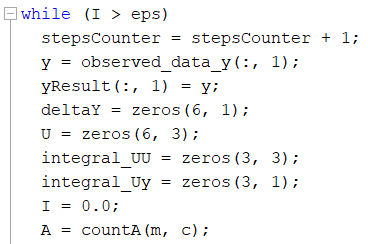 while (I > eps)
stepsCounter = stepsCounter + 1;
y = observed_data_y(:, 1);
yResult(:, 1) = y;
deltaY = zeros(6, 1);
U = zeros(6, 3);
integral_UU = zeros(3, 3);
integral_Uy = zeros(3, 1);
I = 0.0;
A = countA(m, c);